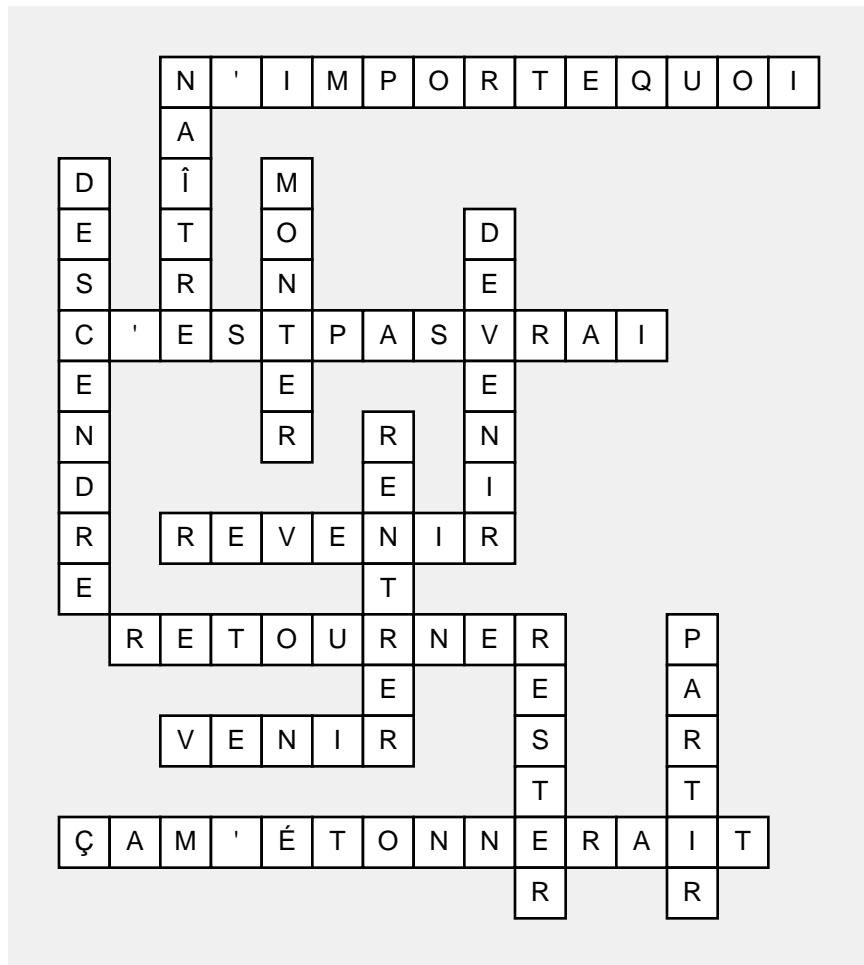 N'IMPORTEQUOI
NAÎTRE
DESCENDRE
MONTER
DEVENIR
C'ESTPASVRAI
RENTRER
REVENIR
RETOURNER
RESTER
PARTIR
VENIR
ÇAM'ÉTONNERAIT